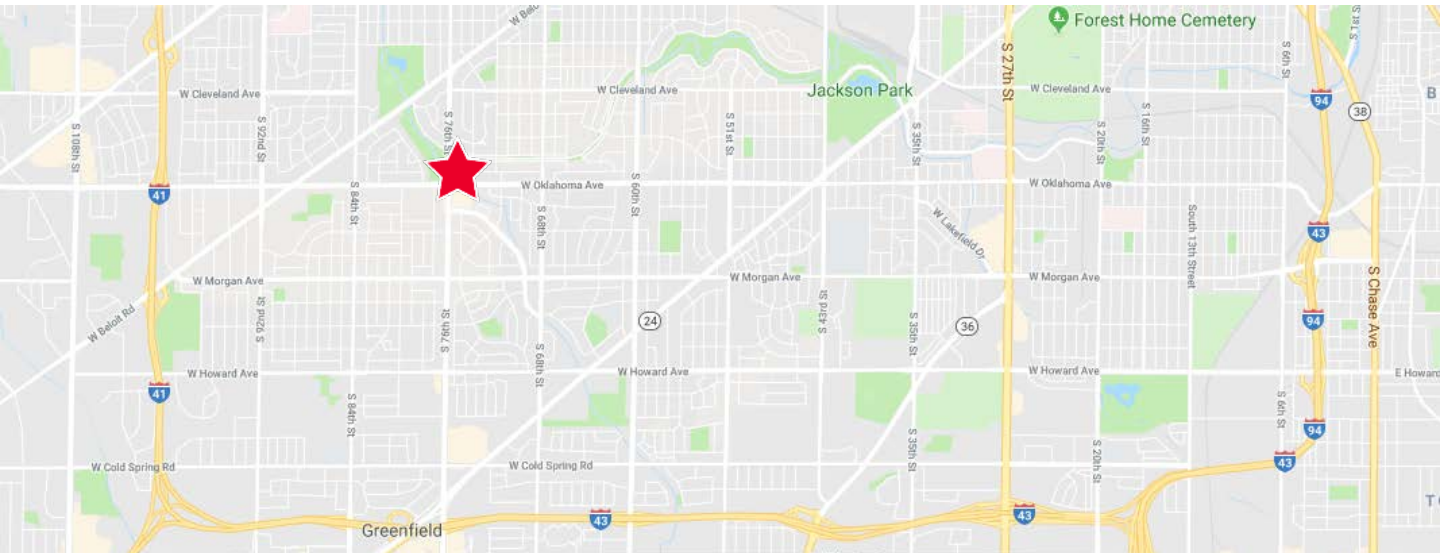 W Belo
Forest Home Cemetery
S 1st S
S 27th St
S 6th St
W Cleveland Ave
W Cleveland Ave
Jackson Park
W Cleveland Ave
94
B
38
S 108th St
S 92nd St
S 76th St
S 51st St
S 35th St
S 20th St
S 16th St
41
S 84th St
W Oklahoma Ave
S 60th St
W Oklahoma Ave
S 68th St
W Lakefield Dr
South 13th Street
43
W Morgan Ave
W Morgan Ave
W Morgan Ave
S Chase Ave
W Beloit Rd
S 92nd St
S 76th St
24
S 43rd St
S 35th St
36
94
S 68th St
W Howard Ave
W Howard Ave
W Howard Ave
E Howard
41
S 84th St
S 35th St
S 20th St
S 6th St
94
W Cold Spring Rd
W Cold Spring Rd
43
Greenfield
43
43
T